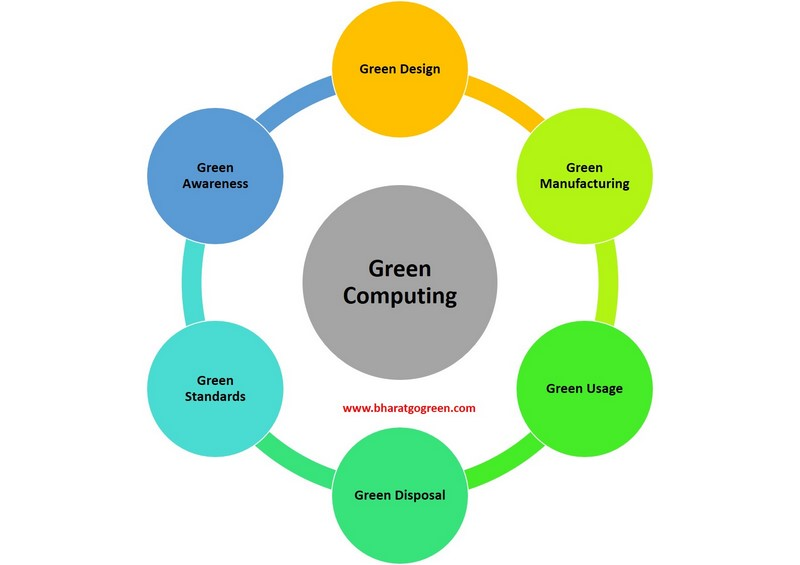 Green Design
Green
Manufacturing
Green Usage
Green Disposal
Green
Standards
Green
Awareness
Green
Computing
www.bharatgogreen.com